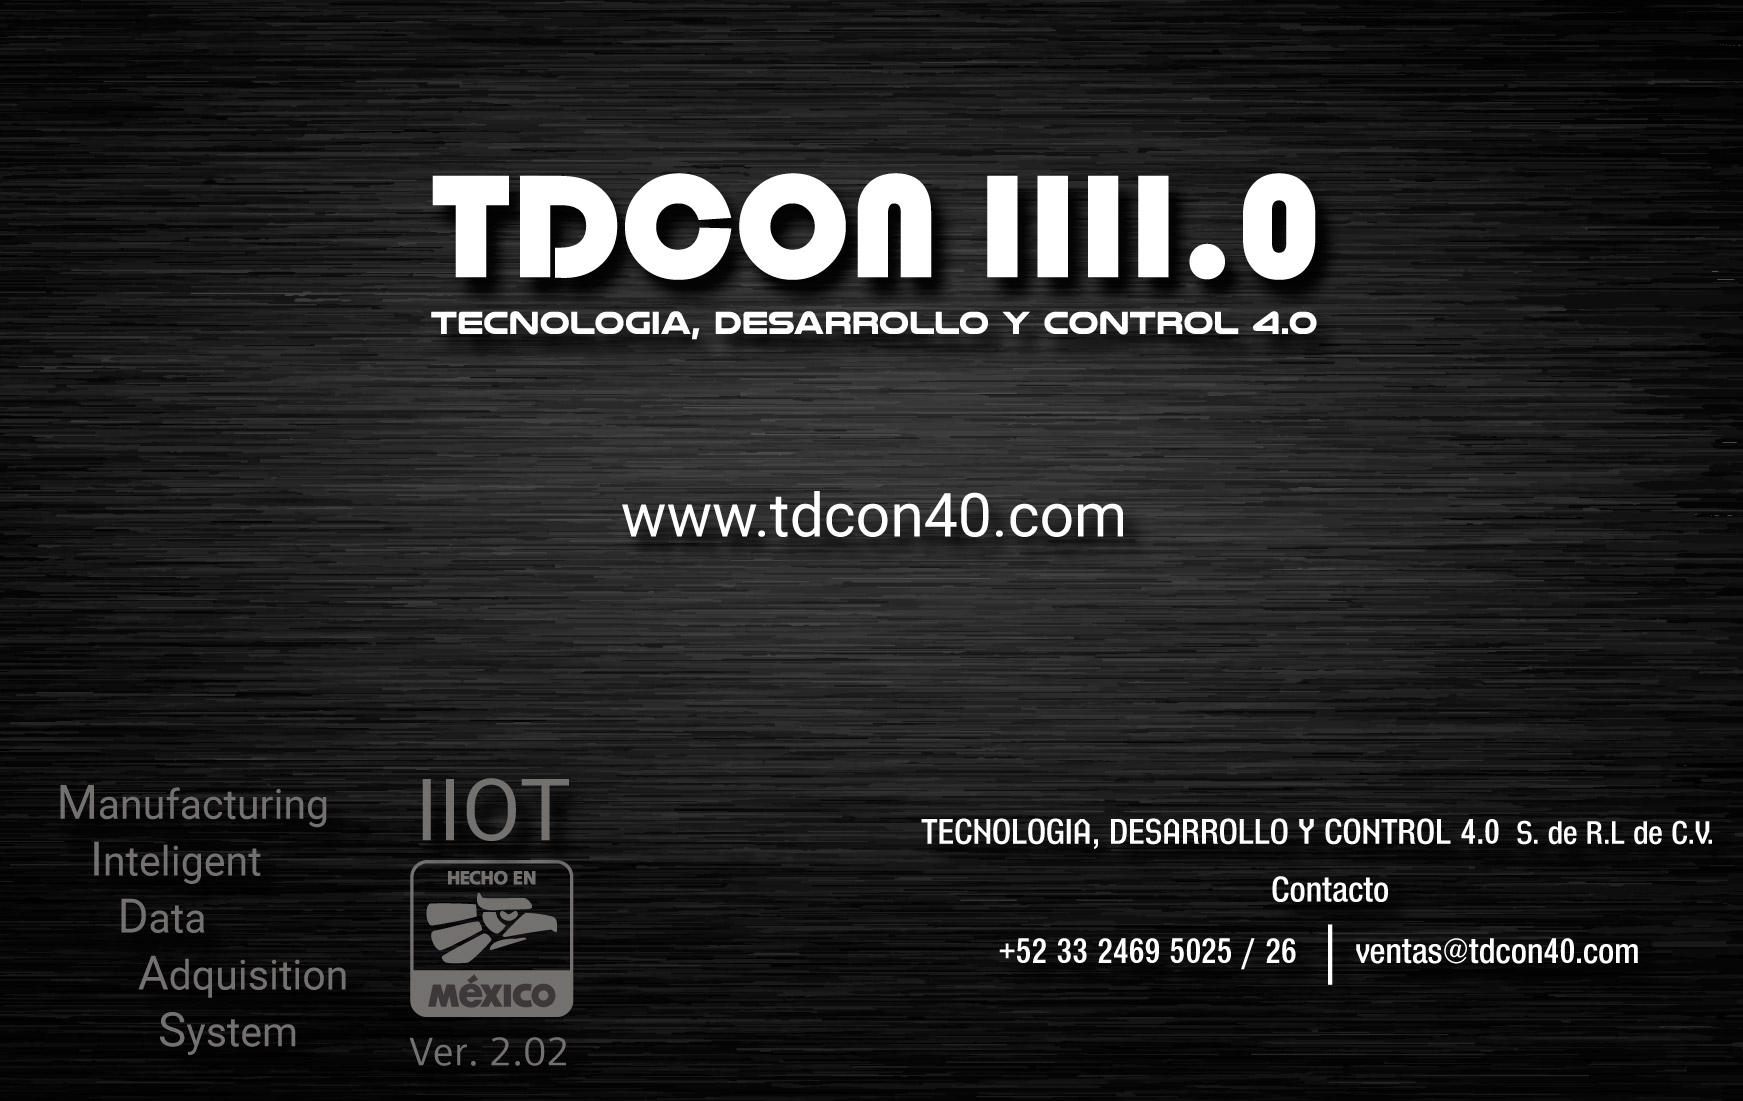 TDCON IIII.0
TECNOLOGIA, DESARROLLO Y CONTROL 4.0
www.tdcon40.com
Manufacturing
Inteligent
Data
Adquisition
System
IIOT
HECHO EN
MéXICO
Ver. 2.02
TECNOLOGIA, DESARROLLO Y CONTROL 4.0 S. de R.L de C.V.
Contacto
+52 33 2469 5025 / 26 | ventas@tdcon40.com